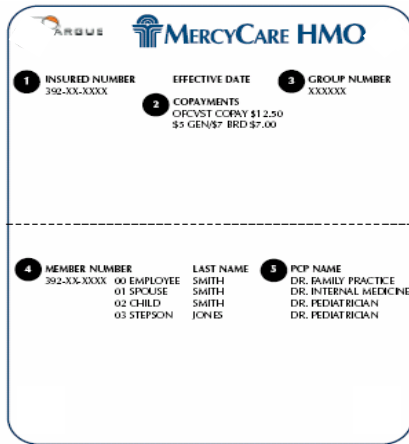 ARGUS MERCYCARE HMO
1 INSURED NUMBER EFFECTIVE DATE 3 GROUP NUMBER
392-XX-XXXX XXXXXX
2 COPAYMENTS
OFCVST COPAY $12.50
$5 GEN/$7 BRD $7.00
4 MEMBER NUMBER LAST NAME 5 PCP NAME
392-XX-XXXX 00 EMPLOYEE SMITH DR. FAMILY PRACTICE
01 SPOUSE SMITH DR. INTERNAL MEDICINE
02 CHILD SMITH DR. PEDIATRICIAN
03 STEPSON JONES DR. PEDIATRICIAN